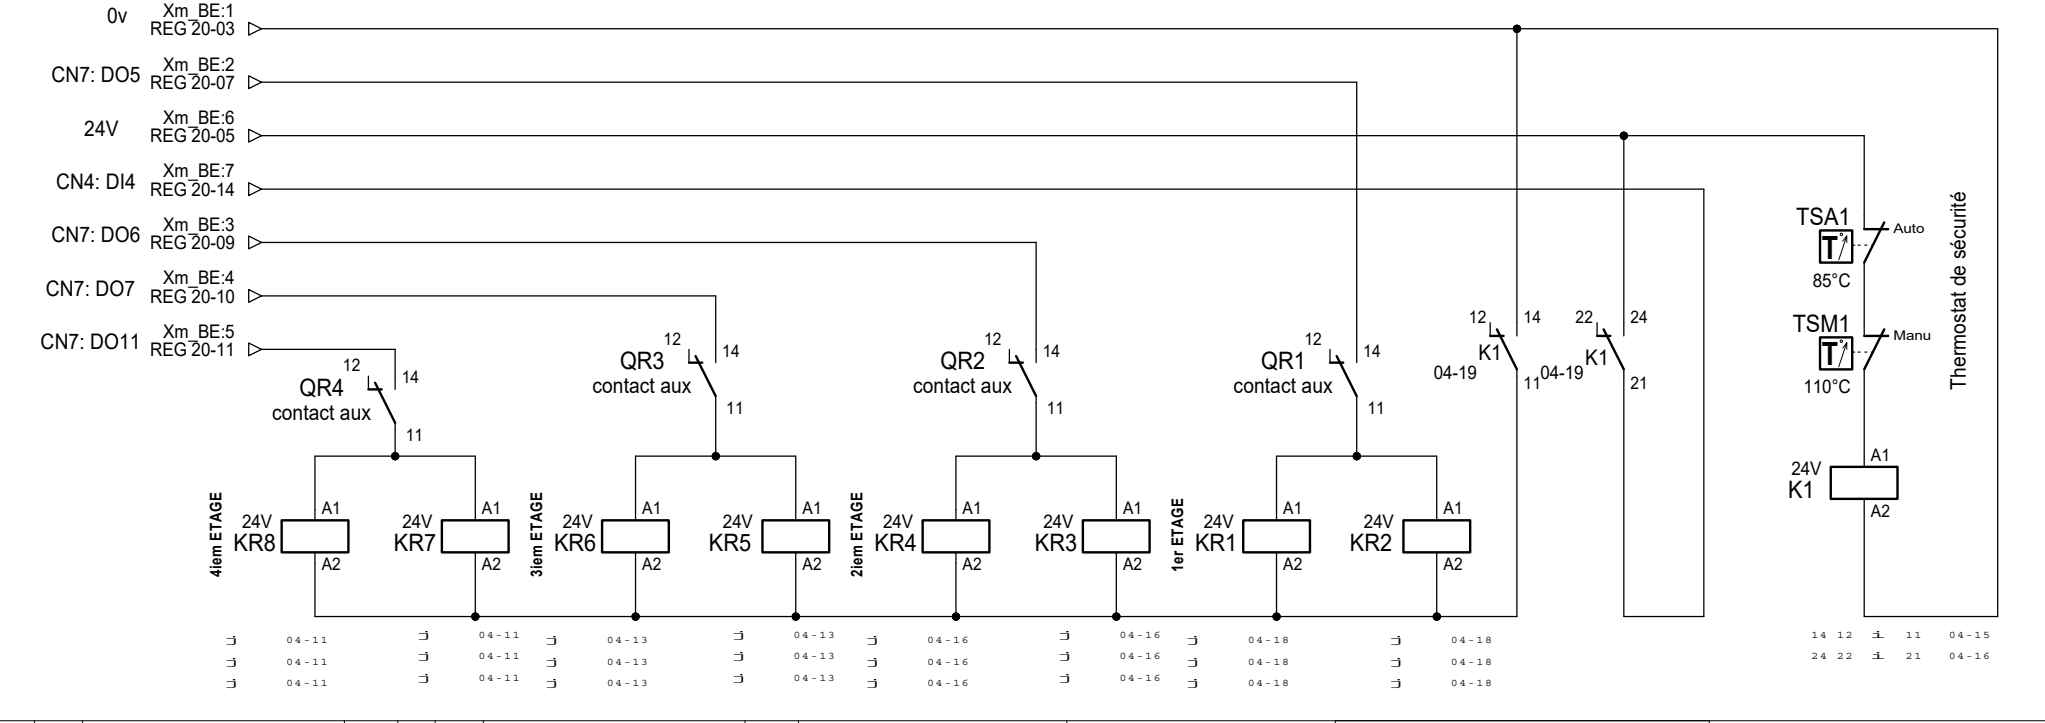 0v
Xm_BE:1
REG 20-03
CN7: DO5
Xm_BE:2
REG 20-07
24V
Xm_BE:6
REG 20-05
CN4: DI4
Xm_BE:7
REG 20-14
CN7: DO6
Xm_BE:3
REG 20-09
CN7: DO7
Xm_BE:4
REG 20-10
CN7: DO11
Xm_BE:5
REG 20-11
12
14
QR4
contact aux
11
12
14
QR3
contact aux
11
12
14
QR2
contact aux
11
12
14
QR1
contact aux
11
12
14
K1
04-19
11
22
24
K1
04-19
21
TSA1
Auto
T
85°C
TSM1
Manu
T
110°C
Thermostat de sécurité
24V
K1
A1
A2
4iem ETAGE
24V
KR8
A1
A2
24V
KR7
A1
A2
3iem ETAGE
24V
KR6
A1
A2
24V
KR5
A1
A2
2iem ETAGE
24V
KR4
A1
A2
24V
KR3
A1
A2
1er ETAGE
24V
KR1
A1
A2
24V
KR2
A1
A2
04-11
04-11
04-11
04-11
04-11
04-11
04-13
04-13
04-13
04-13
04-13
04-13
04-16
04-16
04-16
04-16
04-16
04-16
04-18
04-18
04-18
04-18
04-18
04-18
14 12 11 04-15
24 22 21 04-16